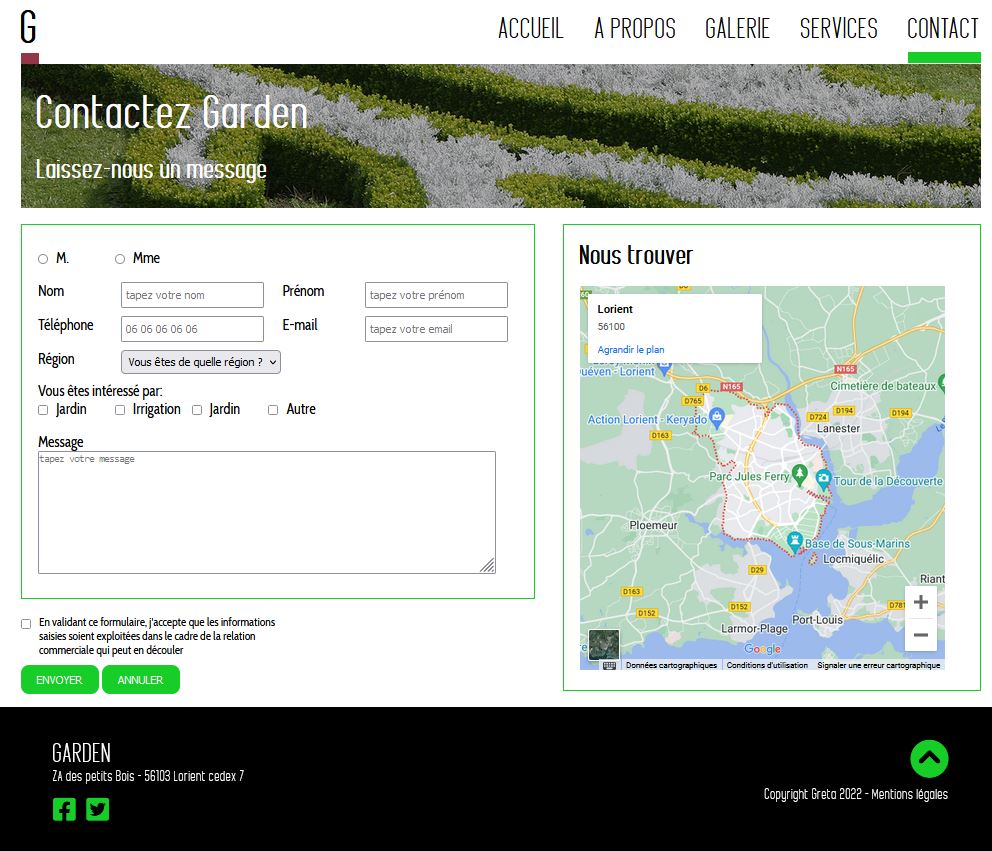 G
ACCUEIL A PROPOS GALERIE SERVICES CONTACT
Contactez Garden
Laissez-nous un message
M. Mme
Nom tapez votre nom Prénom tapez votre prénom
Téléphone 06 06 06 06 06 E-mail tapez votre email
Région Vous êtes de quelle région ?
Vous êtes intéressé par:
Jardin Irrigation Jardin Autre
Message
tapez votre message
En validant ce formulaire, j'accepte que les informations
saisies soient exploitées dans le cadre de la relation
commerciale qui peut en découler
ENVOYER ANNULER
Nous trouver
Lorient
56100
Agrandir le plan
uéven - Lorient
N165
D6 N165
D765
Cimetière de bateaux
Action Lorient - Keryado
D724 D194 D194
D163
Lanester
Parc Jules Ferry
Tour de la Découverte
Ploemeur
Base de Sous-Marins
Locmiquélic
D29
Riant
D163
D152 D152
D781
Port-Louis
Larmor-Plage
Google
Données cartographiques Conditions d'utilisation Signaler une erreur cartographique
GARDEN
ZA des petits Bois - 56103 Lorient cedex 7
Copyright Greta 2022 - Mentions légales